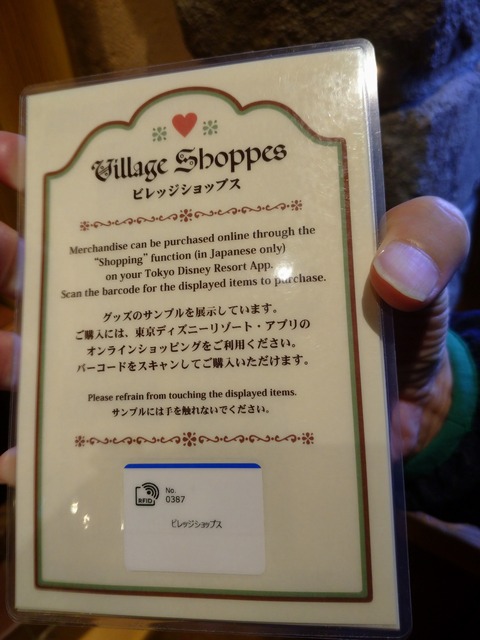 Village Shoppes
ビレッジショップス
Merchandise can be purchased online through the
"Shopping" function (in Japanese only)
on your Tokyo Disney Resort App.
Scan the barcode for the displayed items to purchase.
グッズのサンプルを展示しています。
ご購入には、東京ディズニーリゾート・アプリの
オンラインショッピングをご利用ください。
バーコードをスキャンしてご購入いただけます。
Please refrain from touching the displayed items.
サンプルには手を触れないでください。
RFID
No.
0387
ビレッジショップス